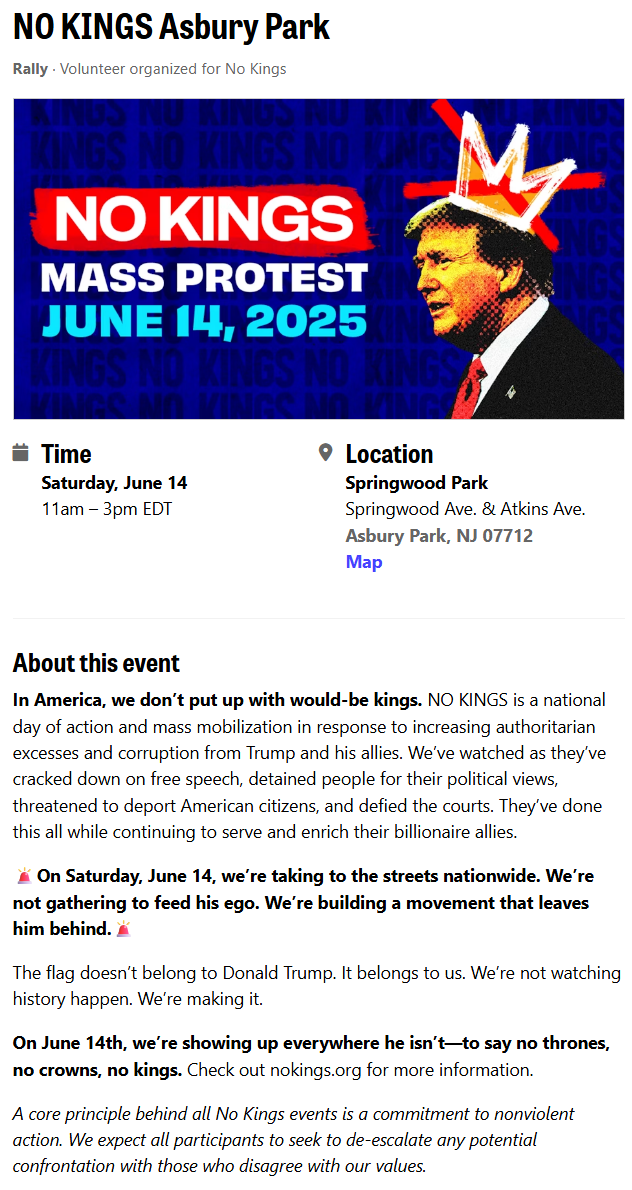 NO KINGS Asbury Park
Rally · Volunteer organized for No Kings
NO KINGS
MASS PROTEST
JUNE 14, 2025
Time
Saturday, June 14
11am – 3pm EDT
Location
Springwood Park
Springwood Ave. & Atkins Ave.
Asbury Park, NJ 07712
Map
About this event
In America, we don’t put up with would-be kings. NO KINGS is a national
day of action and mass mobilization in response to increasing authoritarian
excesses and corruption from Trump and his allies. We’ve watched as they’ve
cracked down on free speech, detained people for their political views,
threatened to deport American citizens, and defied the courts. They’ve done
this all while continuing to serve and enrich their billionaire allies.
🚨 On Saturday, June 14, we’re taking to the streets nationwide. We’re
not gathering to feed his ego. We’re building a movement that leaves
him behind. 🚨
The flag doesn’t belong to Donald Trump. It belongs to us. We’re not watching
history happen. We’re making it.
On June 14th, we’re showing up everywhere he isn’t—to say no thrones,
no crowns, no kings. Check out nokings.org for more information.
A core principle behind all No Kings events is a commitment to nonviolent
action. We expect all participants to seek to de-escalate any potential
confrontation with those who disagree with our values.